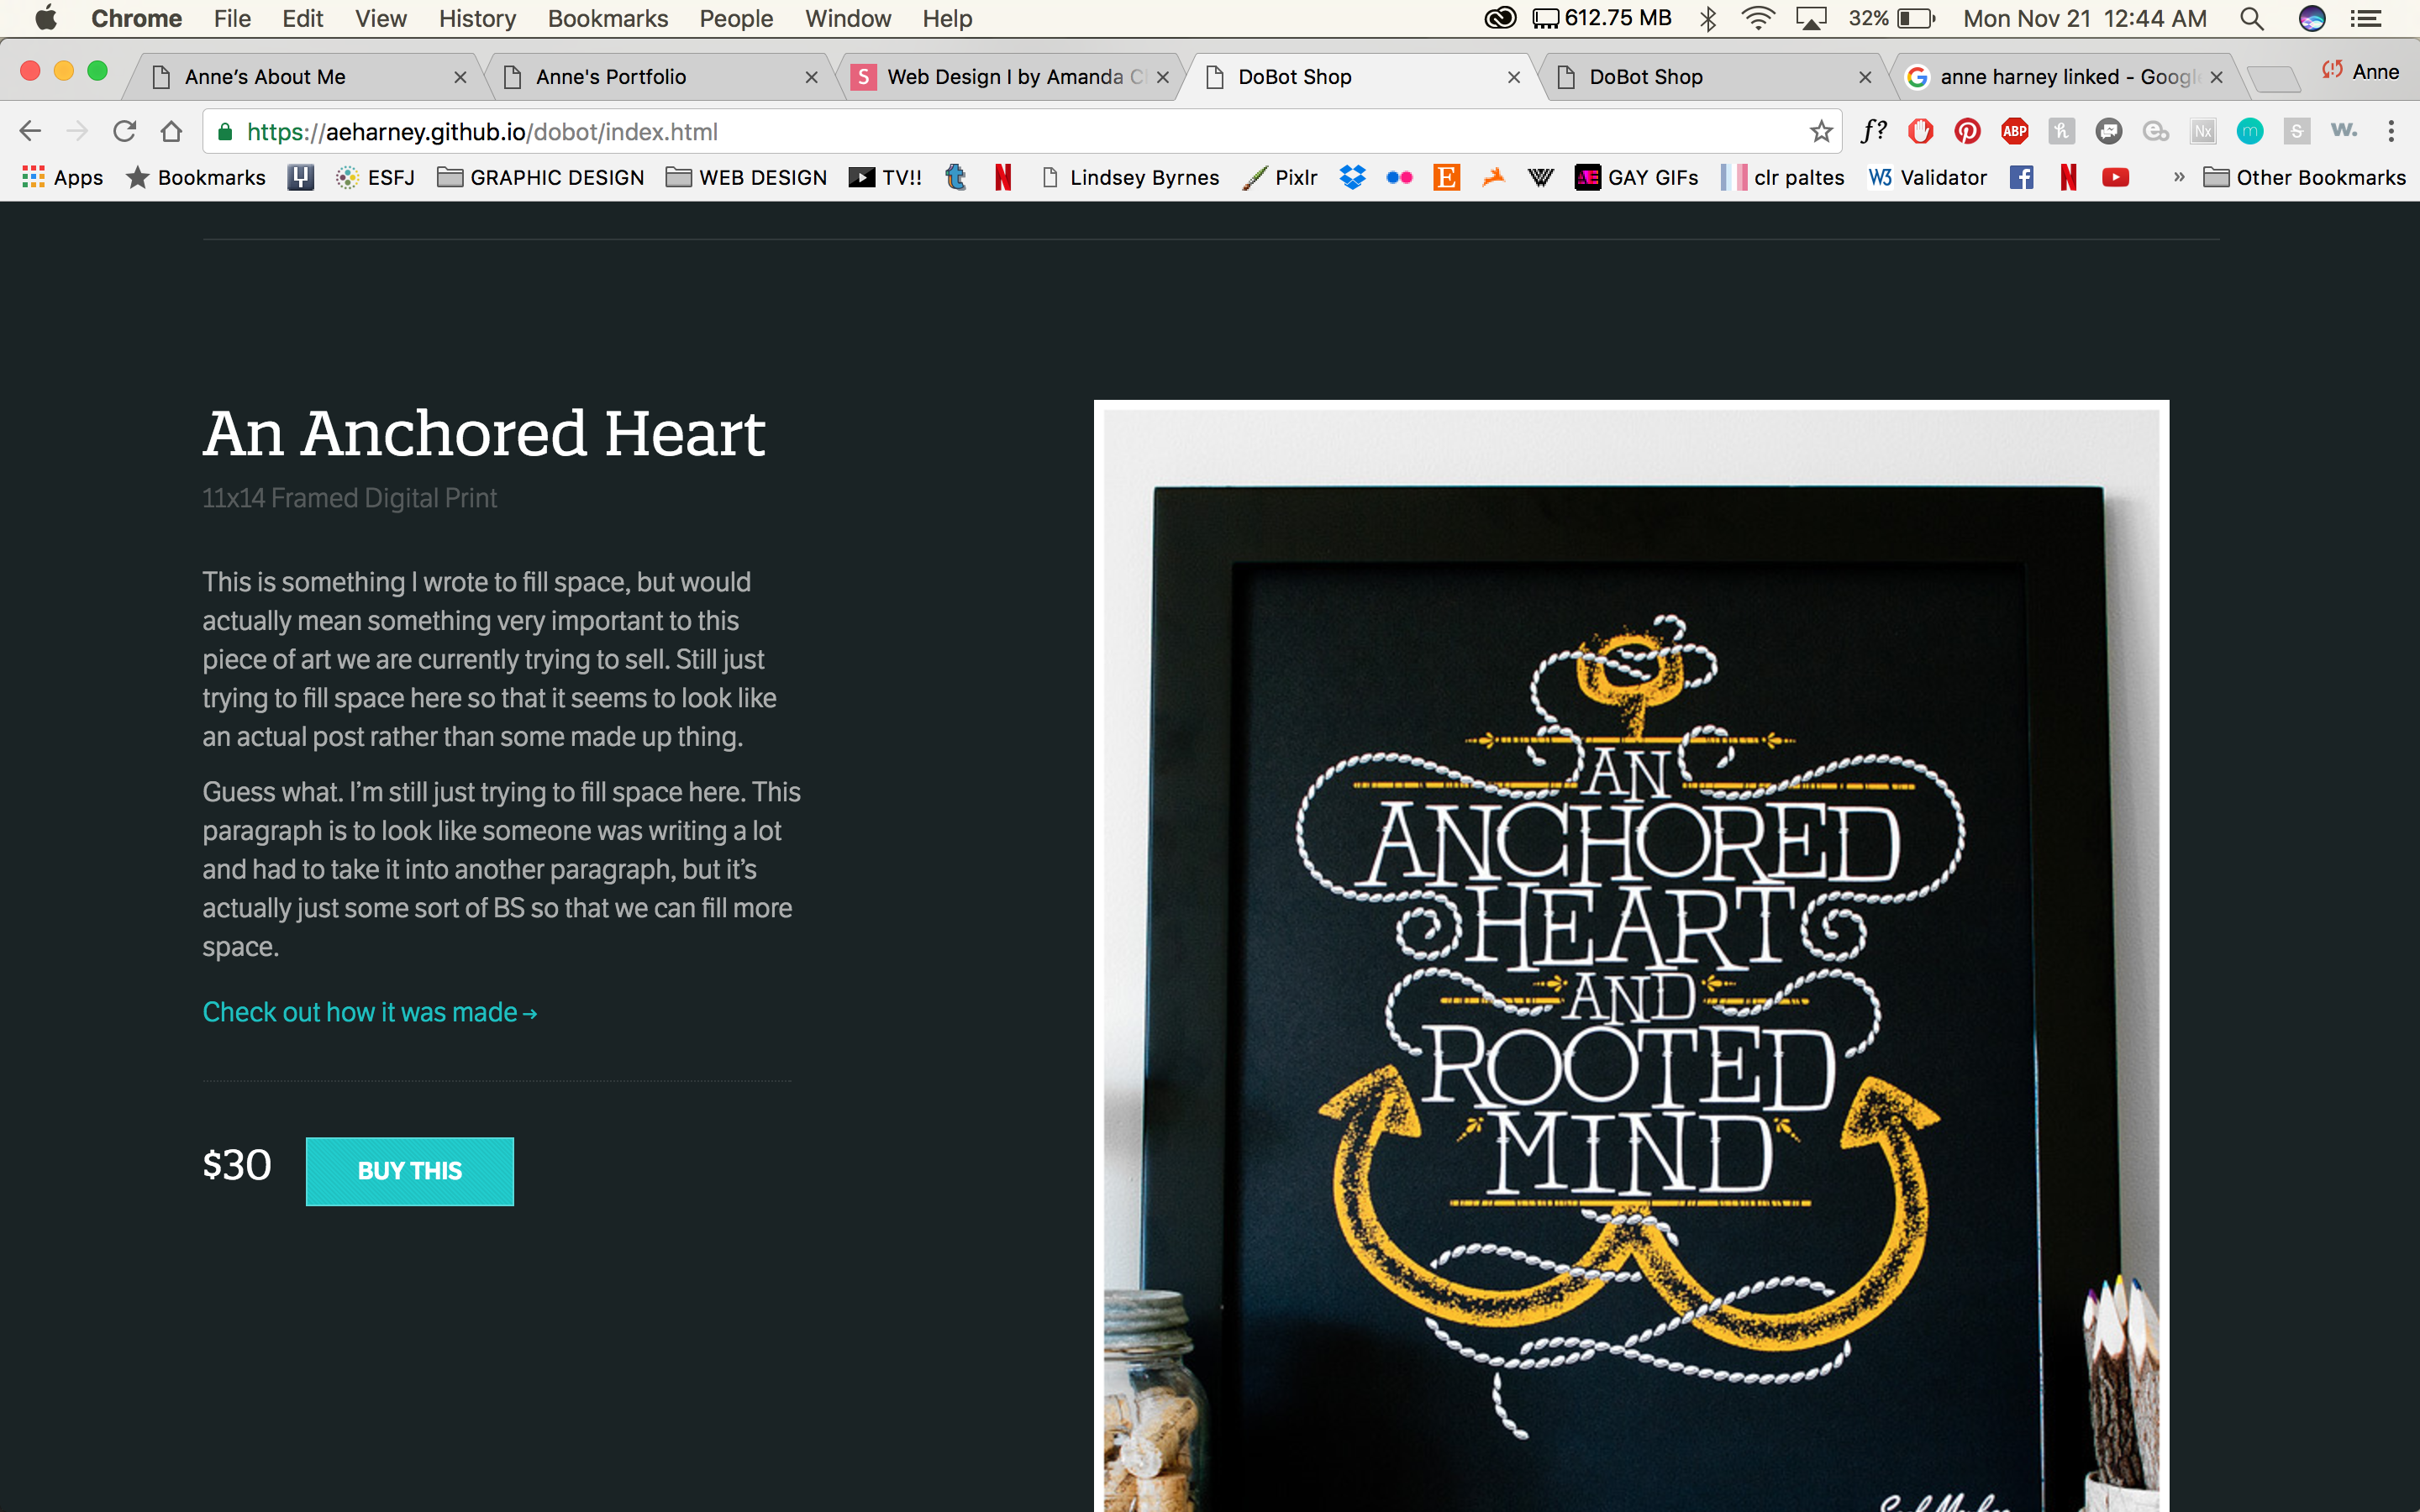 Chrome File Edit View History Bookmarks People Window Help 612.75 MB 32% Mon Nov 21 12:44 AM
Anne's About Me Anne's Portfolio S Web Design I by Amanda DoBot Shop DoBot Shop anne harney linked - Google Anne
https://aeharney.github.io/dobot/index.html f? ABP h Nx m S w.
Apps Bookmarks ESFJ GRAPHIC DESIGN WEB DESIGN TV!! t N Lindsey Byrnes Pixlr E W AE GAY GIFs clr paltes W3 Validator f N » Other Bookmarks
An Anchored Heart
11x14 Framed Digital Print
This is something I wrote to fill space, but would
actually mean something very important to this
piece of art we are currently trying to sell. Still just
trying to fill space here so that it seems to look like
an actual post rather than some made up thing.
Guess what. I’m still just trying to fill space here. This
paragraph is to look like someone was writing a lot
and had to take it into another paragraph, but it’s
actually just some sort of BS so that we can fill more
space.
Check out how it was made →
$30 BUY THIS
AN
ANCHORED
HEART
AND
ROOTED
MIND